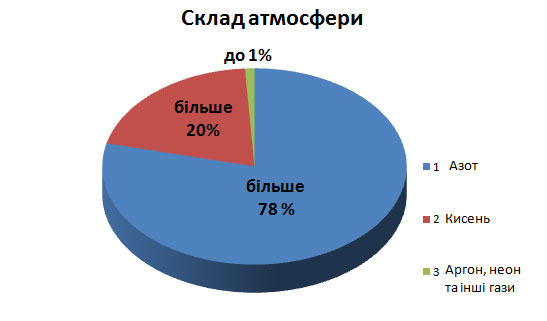 Склад атмосфери
до 1%
більше
20%
більше
78 %
1 Азот
2 Кисень
3 Аргон, неон
та інші гази